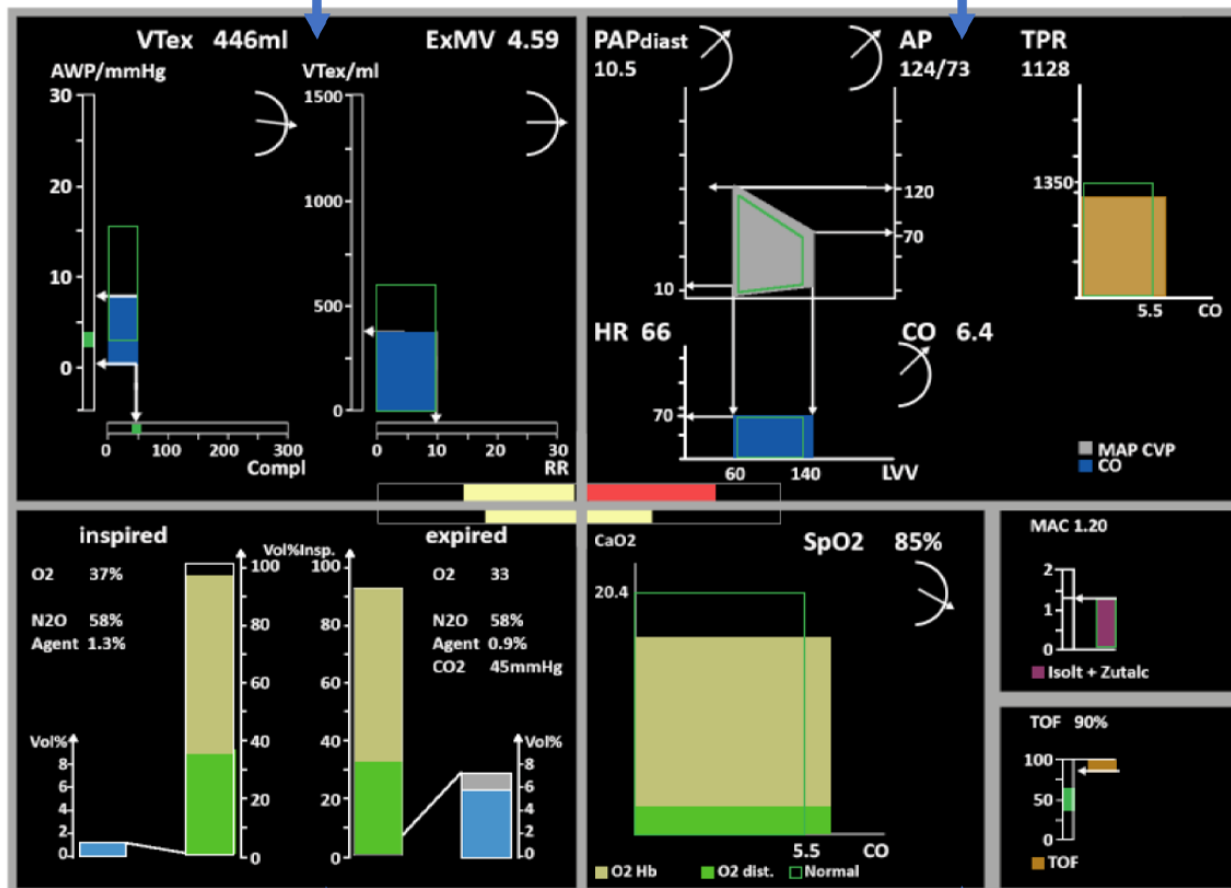 VTex 446ml
ExMV 4.59
AWP/mmHg
VTex/ml
30
20
10
0
0 100 200 300
Compl
1500
1000
500
0
0 10 20 30
RR
PAPdiast
10.5
AP
124/73
TPR
1128
10
120
70
1350
5.5 CO
HR 66
CO 6.4
70
60 140 LVV
MAP CVP
CO
inspired
O2 37%
N2O 58%
Agent 1.3%
Vol%
8
6
4
2
0
Vol%Insp.
100
80
60
40
20
0
expired
O2 33
N2O 58%
Agent 0.9%
CO2 45mmHg
100
80
60
40
20
0
Vol%
8
6
4
2
0
CaO2
SpO2 85%
20.4
5.5 CO
O2 Hb O2 dist. Normal
MAC 1.20
2
1
0
Isolt + Zutalc
TOF 90%
100
50
0
TOF